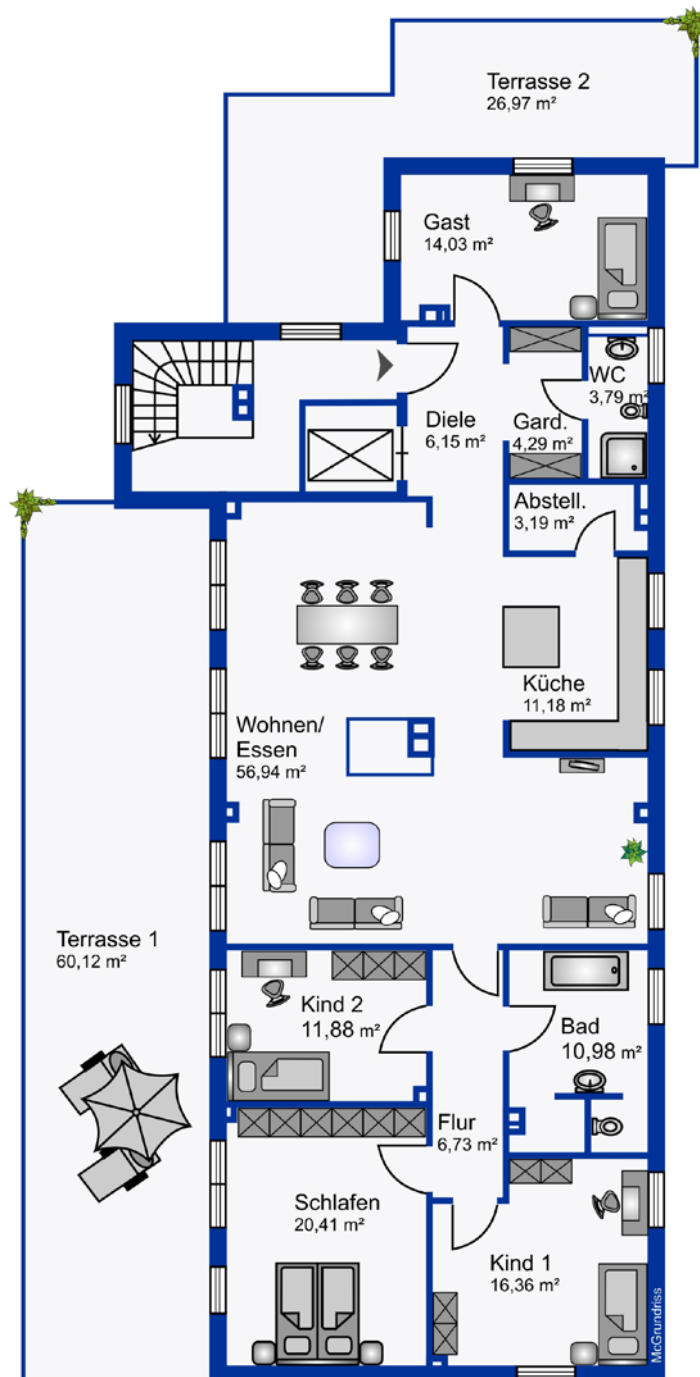 Terrasse 2
26,97 m²
Gast
14,03 m²
WC
3,79 m²
Diele
6,15 m²
Gard.
4,29 m²
Abstell.
3,19 m²
Küche
11,18 m²
Wohnen/
Essen
56,94 m²
Terrasse 1
60,12 m²
Kind 2
11,88 m²
Bad
10,98 m²
Flur
6,73 m²
Schlafen
20,41 m²
Kind 1
16,36 m²
McGrundriss